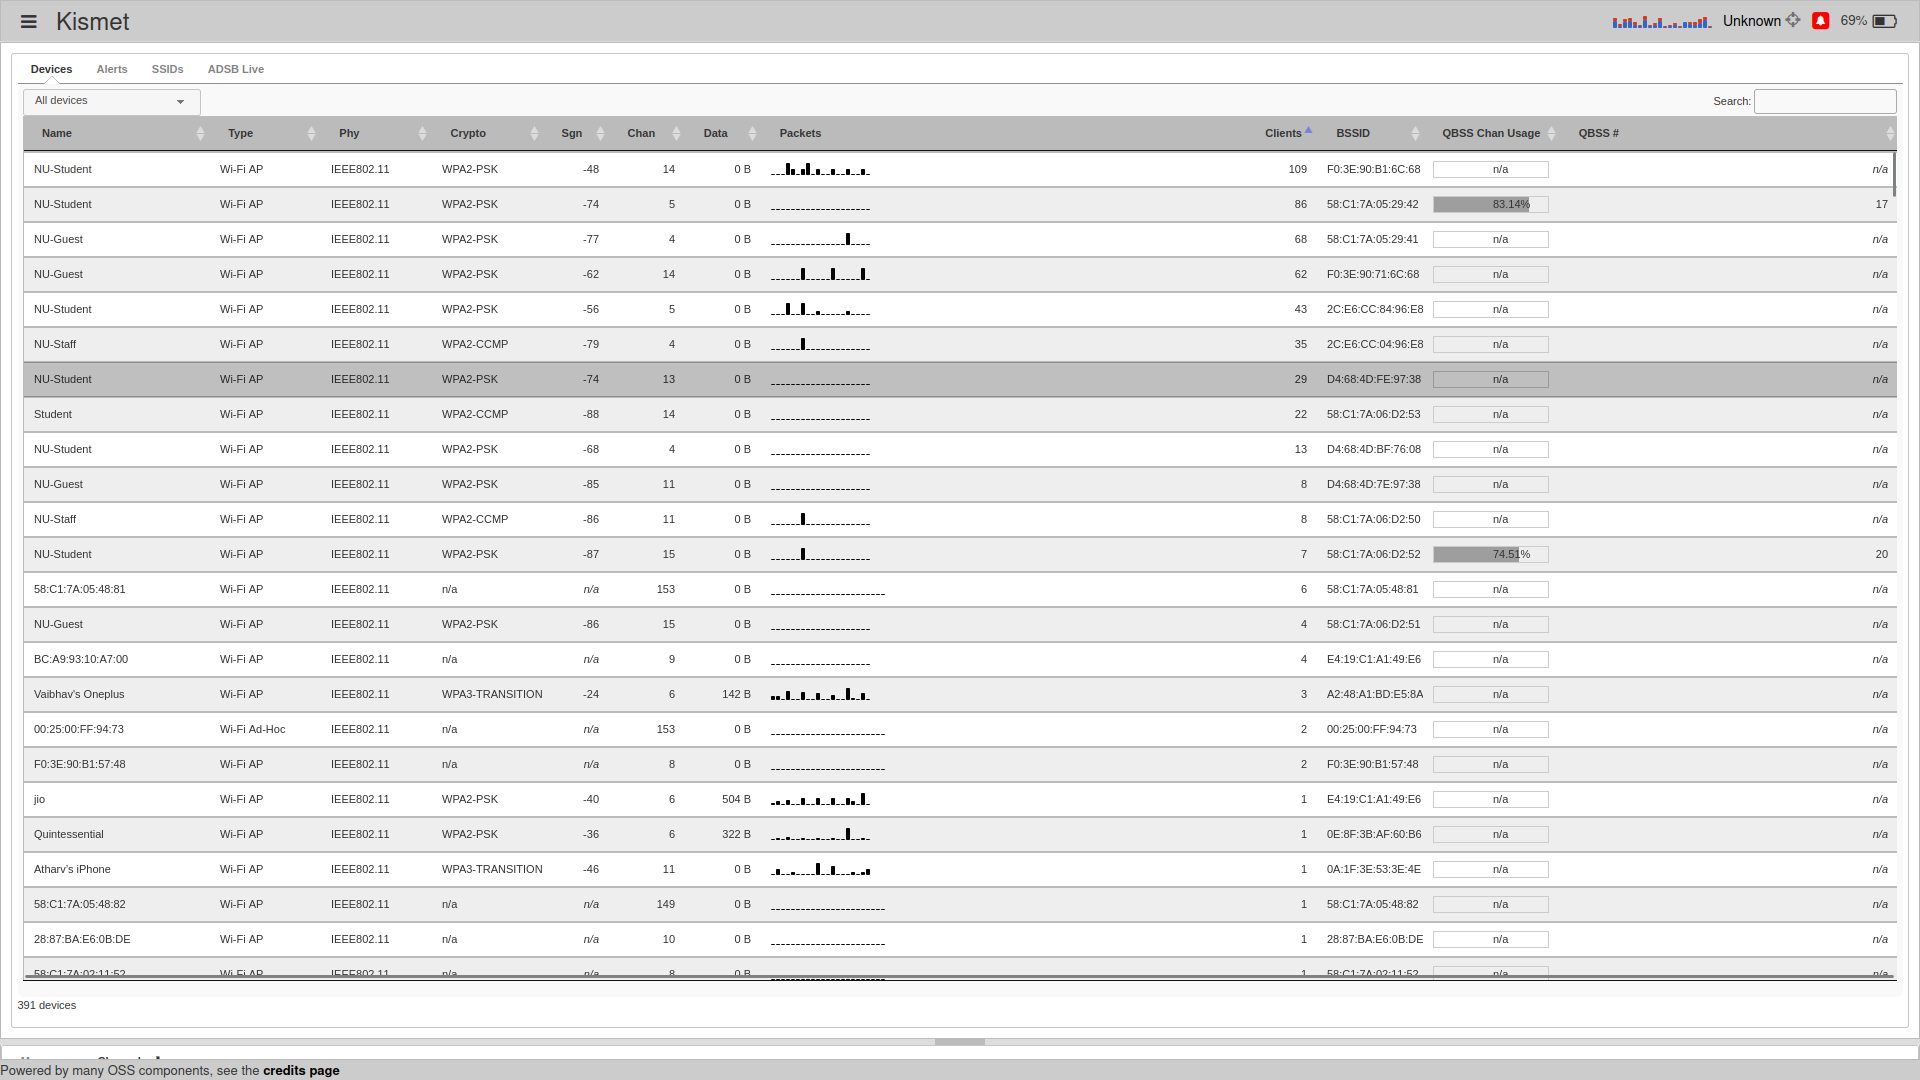 Kismet
Unknown 69%
Devices Alerts SSIDs ADSB Live
All devices
Search:
Name Type Phy Crypto Sgn Chan Data Packets Clients BSSID QBSS Chan Usage QBSS #
NU-Student Wi-Fi AP IEEE802.11 WPA2-PSK -48 14 0 B 109 F0:3E:90:B1:6C:68 n/a n/a
NU-Student Wi-Fi AP IEEE802.11 WPA2-PSK -74 5 0 B 86 58:C1:7A:05:29:42 83.14% 17
NU-Guest Wi-Fi AP IEEE802.11 WPA2-PSK -77 4 0 B 68 58:C1:7A:05:29:41 n/a n/a
NU-Guest Wi-Fi AP IEEE802.11 WPA2-PSK -62 14 0 B 62 F0:3E:90:71:6C:68 n/a n/a
NU-Student Wi-Fi AP IEEE802.11 WPA2-PSK -56 5 0 B 43 2C:E6:CC:84:96:E8 n/a n/a
NU-Staff Wi-Fi AP IEEE802.11 WPA2-CCMP -79 4 0 B 35 2C:E6:CC:04:96:E8 n/a n/a
NU-Student Wi-Fi AP IEEE802.11 WPA2-PSK -74 13 0 B 29 D4:68:4D:FE:97:38 n/a n/a
Student Wi-Fi AP IEEE802.11 WPA2-CCMP -88 14 0 B 22 58:C1:7A:06:D2:53 n/a n/a
NU-Student Wi-Fi AP IEEE802.11 WPA2-PSK -68 4 0 B 13 D4:68:4D:BF:76:08 n/a n/a
NU-Guest Wi-Fi AP IEEE802.11 WPA2-PSK -85 11 0 B 8 D4:68:4D:7E:97:38 n/a n/a
NU-Staff Wi-Fi AP IEEE802.11 WPA2-CCMP -86 11 0 B 8 58:C1:7A:06:D2:50 n/a n/a
NU-Student Wi-Fi AP IEEE802.11 WPA2-PSK -87 15 0 B 7 58:C1:7A:06:D2:52 74.51% 20
58:C1:7A:05:48:81 Wi-Fi AP IEEE802.11 n/a n/a 153 0 B 6 58:C1:7A:05:48:81 n/a n/a
NU-Guest Wi-Fi AP IEEE802.11 WPA2-PSK -86 15 0 B 4 58:C1:7A:06:D2:51 n/a n/a
BC:A9:93:10:A7:00 Wi-Fi AP IEEE802.11 n/a n/a 9 0 B 4 E4:19:C1:A1:49:E6 n/a n/a
Vaibhav's Oneplus Wi-Fi AP IEEE802.11 WPA3-TRANSITION -24 6 142 B 3 A2:48:A1:BD:E5:8A n/a n/a
00:25:00:FF:94:73 Wi-Fi Ad-Hoc IEEE802.11 n/a n/a 153 0 B 2 00:25:00:FF:94:73 n/a n/a
F0:3E:90:B1:57:48 Wi-Fi AP IEEE802.11 n/a n/a 8 0 B 2 F0:3E:90:B1:57:48 n/a n/a
jio Wi-Fi AP IEEE802.11 WPA2-PSK -40 6 504 B 1 E4:19:C1:A1:49:E6 n/a n/a
Quintessential Wi-Fi AP IEEE802.11 WPA2-PSK -36 6 322 B 1 0E:8F:3B:AF:60:B6 n/a n/a
Atharv's iPhone Wi-Fi AP IEEE802.11 WPA3-TRANSITION -46 11 0 B 1 0A:1F:3E:53:3E:4E n/a n/a
58:C1:7A:05:48:82 Wi-Fi AP IEEE802.11 n/a n/a 149 0 B 1 58:C1:7A:05:48:82 n/a n/a
28:87:BA:E6:0B:DE Wi-Fi AP IEEE802.11 n/a n/a 10 0 B 1 28:87:BA:E6:0B:DE n/a n/a
58:C1:7A:02:11:52 Wi-Fi AP IEEE802.11 n/a n/a 8 0 B 1 58:C1:7A:02:11:52 n/a n/a
391 devices
Powered by many OSS components, see the credits page